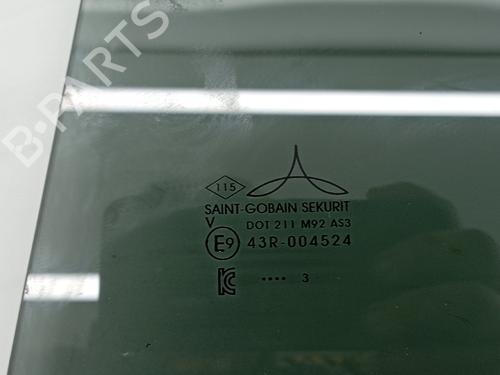 B-PARTS
115
SAINT-GOBAIN SEKURIT
V DOT 211 M92 AS3
E9 43R-004524
.... 3